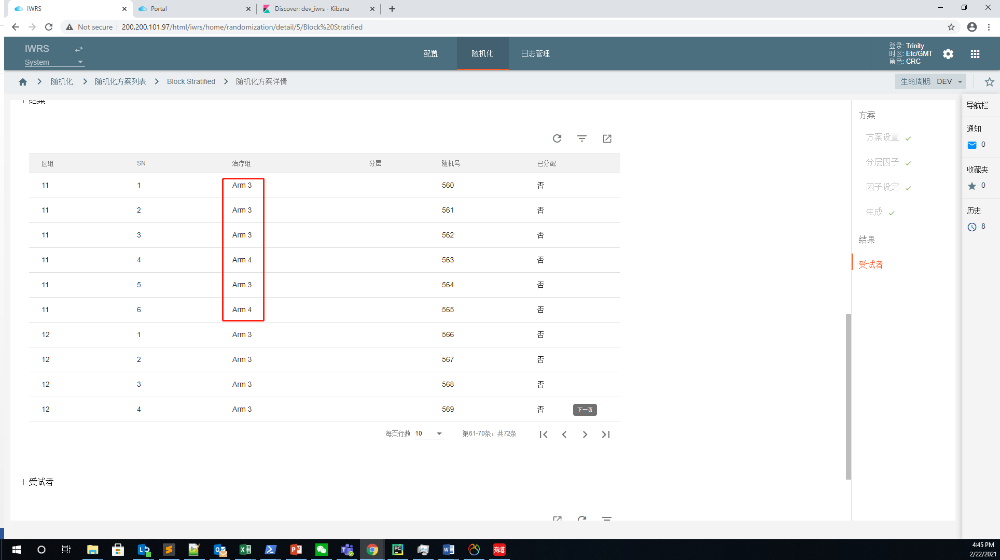 IWRS
Portal
Discover: dev_iwrs - Kibana
Not secure
200.200.101.97/html/iwrs/home/randomization/detail/5/Block%20Stratified
IWRS
System
配置
随机化
日志管理
登录: Trinity
时区: Etc/GMT
角色: CRC
随机化
随机化方案列表
Block Stratified
随机化方案详情
生命周期: DEV
结果
区组 SN 治疗组 分层 随机号 已分配
11 1 Arm 3 560 否
11 2 Arm 3 561 否
11 3 Arm 3 562 否
11 4 Arm 4 563 否
11 5 Arm 3 564 否
11 6 Arm 4 565 否
12 1 Arm 3 566 否
12 2 Arm 3 567 否
12 3 Arm 3 568 否
12 4 Arm 3 569 否
下一页
每页行数 10 第61-70条，共72条
受试者
方案
方案设置
分层因子
因子设定
生成
结果
受试者
导航栏
通知
0
收藏夹
0
历史
8
4:45 PM
2/22/2021